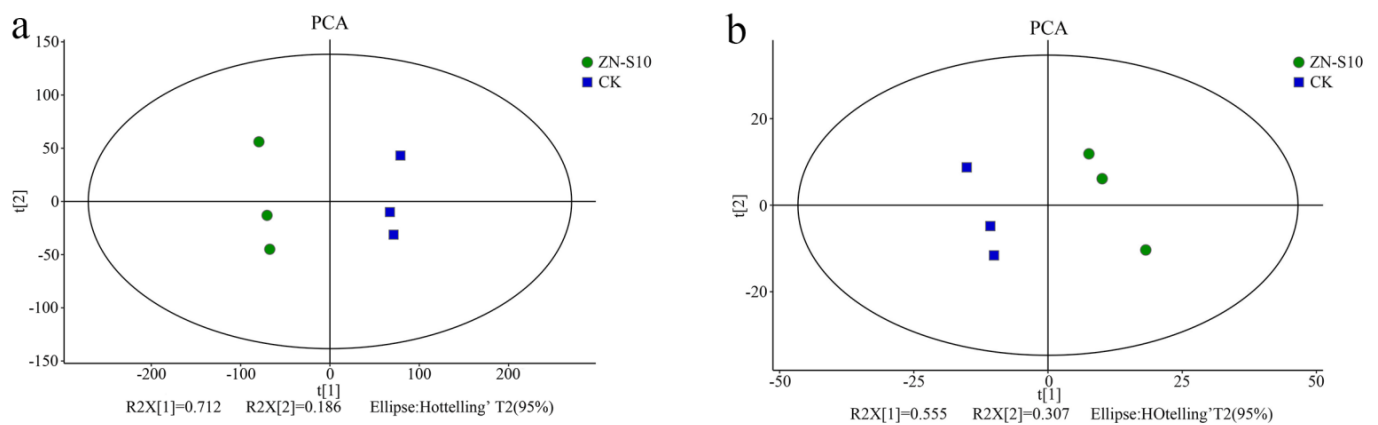 a
PCA
150
100
50
0
-50
-100
-150
t[2]
ZN-S10
CK
-200
-100
0
100
200
t[1]
R2X[1]=0.712 R2X[2]=0.186 Ellipse:Hottelling' T2(95%)
b
PCA
20
0
-20
t[2]
ZN-S10
CK
-50
-25
0
25
50
t[1]
R2X[1]=0.555 R2X[2]=0.307 Ellipse:HOtelling'T2(95%)